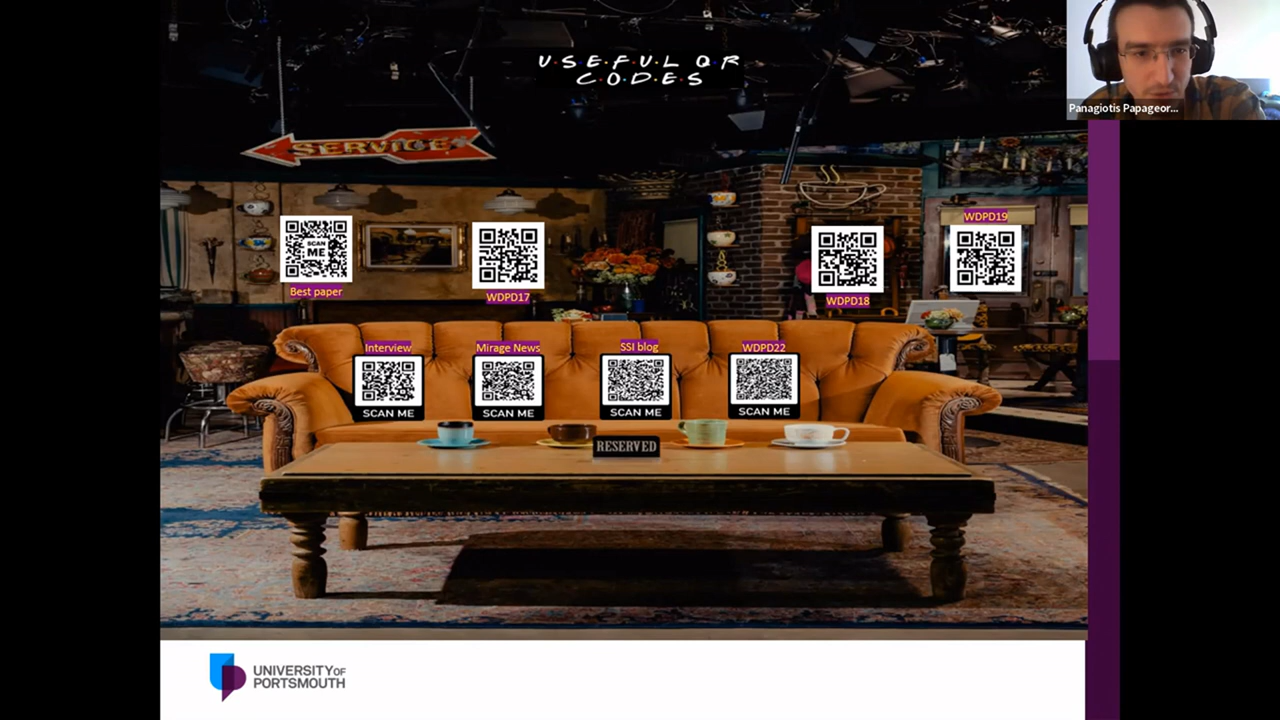 U·S·E·F·U·L Q·R
C·O·D·E·S
Panagiotis Papageor...
SERVICE
WDPD19
SCAN
ME
Best paper
WDPD17
WDPD18
Interview
Mirage News
SSI blog
WDPD22
SCAN ME
SCAN ME
SCAN ME
SCAN ME
RESERVED
UNIVERSITY OF
PORTSMOUTH